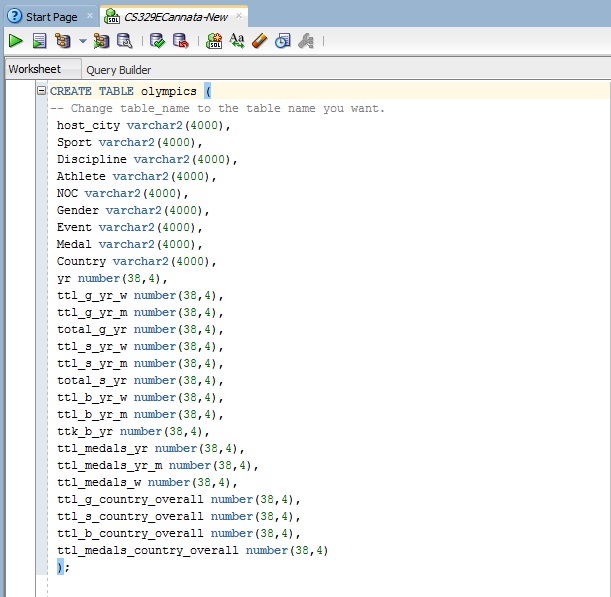 Start Page
CS329ECannata-New
Worksheet Query Builder
CREATE TABLE olympics (
-- Change table_name to the table name you want.
host_city varchar2(4000),
Sport varchar2(4000),
Discipline varchar2(4000),
Athlete varchar2(4000),
NOC varchar2(4000),
Gender varchar2(4000),
Event varchar2(4000),
Medal varchar2(4000),
Country varchar2(4000),
yr number(38,4),
ttl_g_yr_w number(38,4),
ttl_g_yr_m number(38,4),
total_g_yr number(38,4),
ttl_s_yr_w number(38,4),
ttl_s_yr_m number(38,4),
total_s_yr number(38,4),
ttl_b_yr_w number(38,4),
ttl_b_yr_m number(38,4),
ttk_b_yr number(38,4),
ttl_medals_yr number(38,4),
ttl_medals_yr_m number(38,4),
ttl_medals_w number(38,4),
ttl_g_country_overall number(38,4),
ttl_s_country_overall number(38,4),
ttl_b_country_overall number(38,4),
ttl_medals_country_overall number(38,4)
);